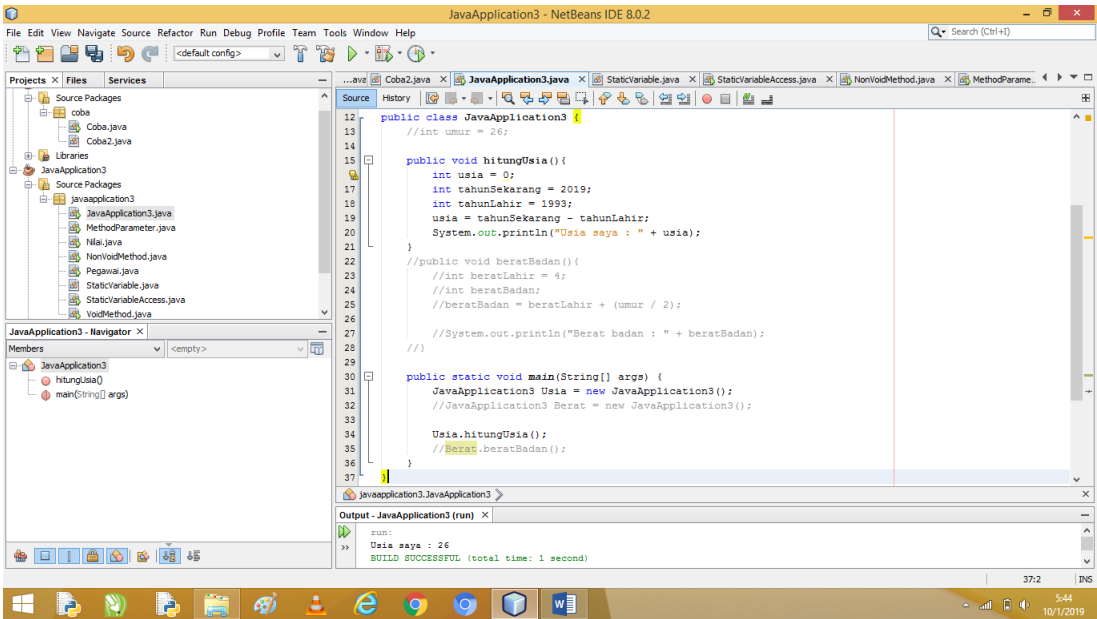 JavaApplication3 - NetBeans IDE 8.0.2
File Edit View Navigate Source Refactor Run Debug Profile Team Tools Window Help
Search (Ctrl+I)
<default config>
Projects Files Services
Source Packages
coba
Coba.java
Coba2.java
Libraries
JavaApplication3
Source Packages
javaapplication3
JavaApplication3.java
MethodParameter.java
Nilai.java
NonVoidMethod.java
Pegawai.java
StaticVariable.java
StaticVariableAccess.java
VoidMethod.java
JavaApplication3 - Navigator
Members <empty>
JavaApplication3
hitungUsia()
main(String[] args)
...ava Coba2.java JavaApplication3.java StaticVariable.java StaticVariableAccess.java NonVoidMethod.java MethodParame...
Source History
12 public class JavaApplication3 {
13 //int umur = 26;
14
15 public void hitungUsia(){
int usia = 0;
17 int tahunSekarang = 2019;
18 int tahunLahir = 1993;
19 usia = tahunSekarang - tahunLahir;
20 System.out.println("Usia saya : " + usia);
21 }
22 //public void beratBadan(){
23 //int beratLahir = 4;
24 //int beratBadan;
25 //beratBadan = beratLahir + (umur / 2);
26
27 //System.out.println("Berat badan : " + beratBadan);
28 //}
29
30 public static void main(String[] args) {
31 JavaApplication3 Usia = new JavaApplication3();
32 //JavaApplication3 Berat = new JavaApplication3();
33
34 Usia.hitungUsia();
35 //Berat.beratBadan();
36 }
37 }
javaapplication3.JavaApplication3
Output - JavaApplication3 (run)
run:
Usia saya : 26
BUILD SUCCESSFUL (total time: 1 second)
37:2 INS
5:44
10/1/2019